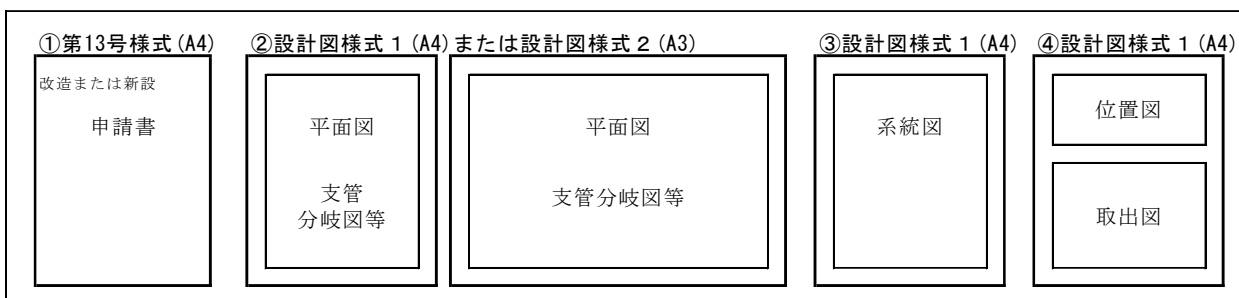 ①第13号様式(A4)
改造または新設
申請書
②設計図様式1(A4)または設計図様式2(A3)
平面図
支管
分岐図等
平面図
支管分岐図等
③設計図様式1(A4)
系統図
④設計図様式1(A4)
位置図
取出図